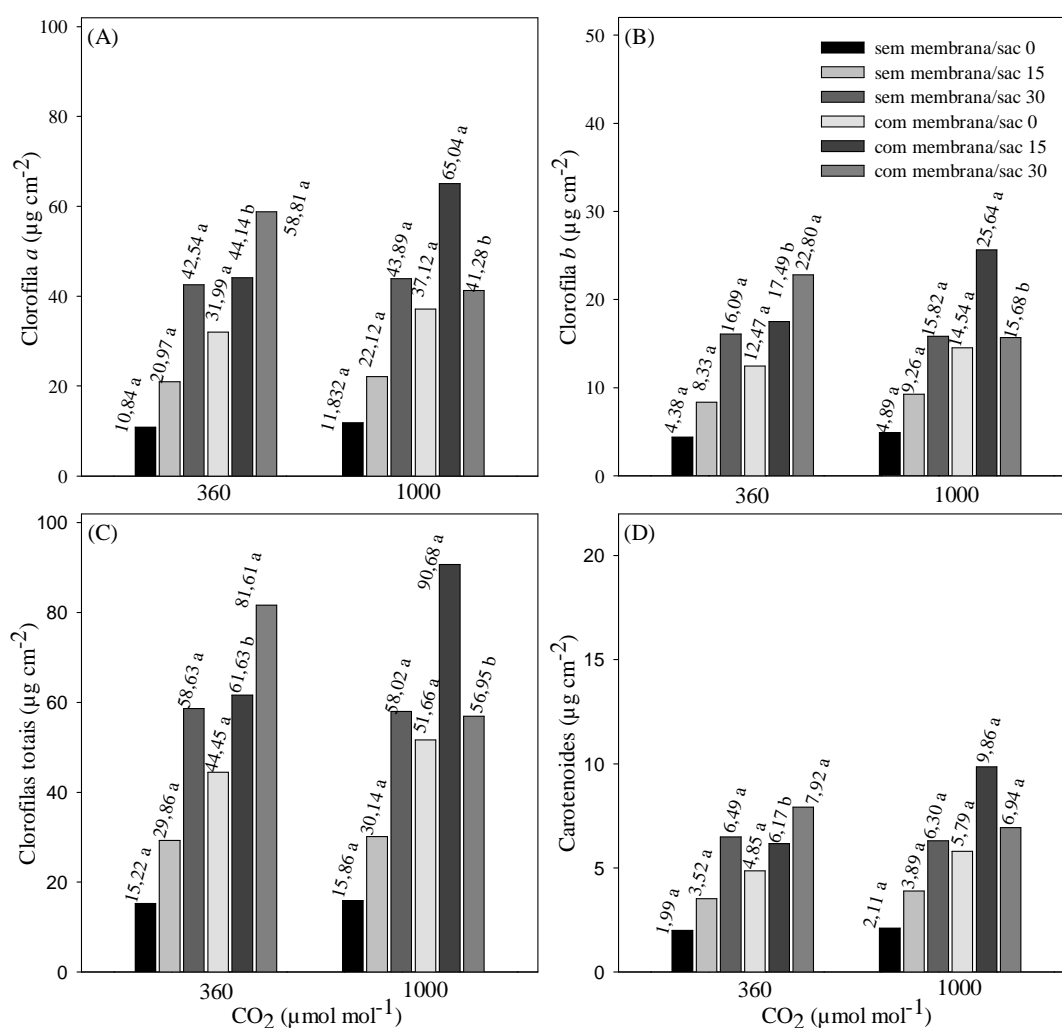 (A)
Clorofila a (µg cm-2)
100
80
60
40
20
0
10,84 a
20,97 a
42,54 a
31,99 a
44,14 b
58,81 a
11,832 a
22,12 a
43,89 a
37,12 a
65,04 a
41,28 b
360
1000
(B)
Clorofila b (µg cm-2)
50
40
30
20
10
0
sem membrana/sac 0
sem membrana/sac 15
sem membrana/sac 30
com membrana/sac 0
com membrana/sac 15
com membrana/sac 30
4,38 a
8,33 a
16,09 a
12,47 a
17,49 b
22,80 a
4,89 a
9,26 a
15,82 a
14,54 a
25,64 a
15,68 b
360
1000
(C)
Clorofilas totais (µg cm-2)
100
80
60
40
20
0
15,22 a
29,86 a
58,63 a
44,45 a
61,63 b
81,61 a
15,86 a
30,14 a
58,02 a
51,66 a
90,68 a
56,95 b
360
1000
CO2 (µmol mol-1)
(D)
Carotenoides (µg cm-2)
20
15
10
5
0
1,99 a
3,52 a
6,49 a
4,85 a
6,17 b
7,92 a
2,11 a
3,89 a
6,30 a
5,79 a
9,86 a
6,94 a
360
1000
CO2 (µmol mol-1)